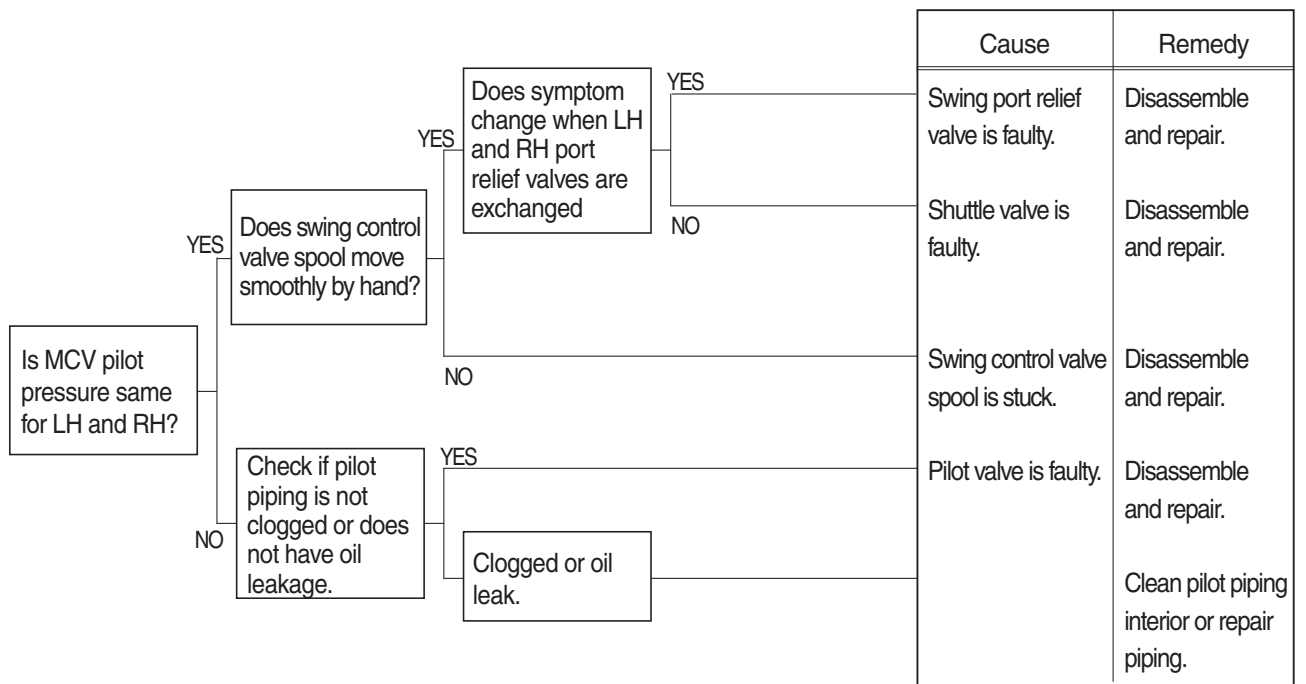 Cause
Remedy
Is MCV pilot
pressure same
for LH and RH?
YES
Does swing control
valve spool move
smoothly by hand?
YES
Does symptom
change when LH
and RH port
relief valves are
exchanged
YES
Swing port relief
valve is faulty.
Disassemble
and repair.
NO
Shuttle valve is
faulty.
Disassemble
and repair.
NO
Swing control valve
spool is stuck.
Disassemble
and repair.
NO
Check if pilot
piping is not
clogged or does
not have oil
leakage.
YES
Pilot valve is faulty.
Disassemble
and repair.
Clogged or oil
leak.
Clean pilot piping
interior or repair
piping.